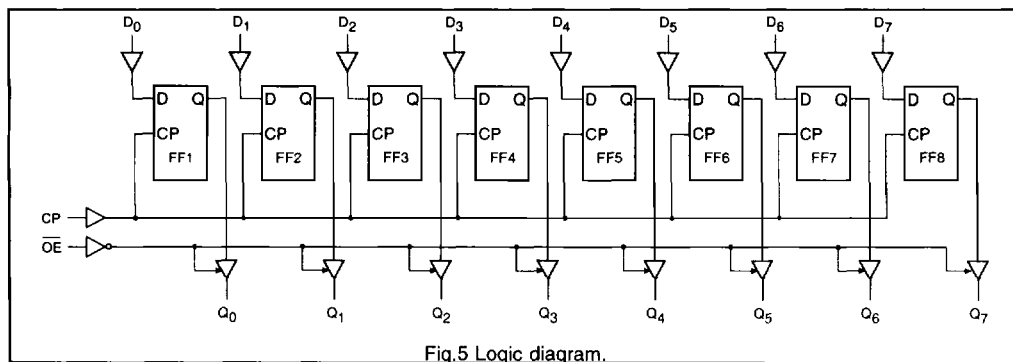 D₀ D₁ D₂ D₃ D₄ D₅ D₆ D₇
D Q D Q D Q D Q D Q D Q D Q D Q
CP CP CP CP CP CP CP CP
FF1 FF2 FF3 FF4 FF5 FF6 FF7 FF8
CP
O̅E̅
Q₀ Q₁ Q₂ Q₃ Q₄ Q₅ Q₆ Q₇
Fig.5 Logic diagram.